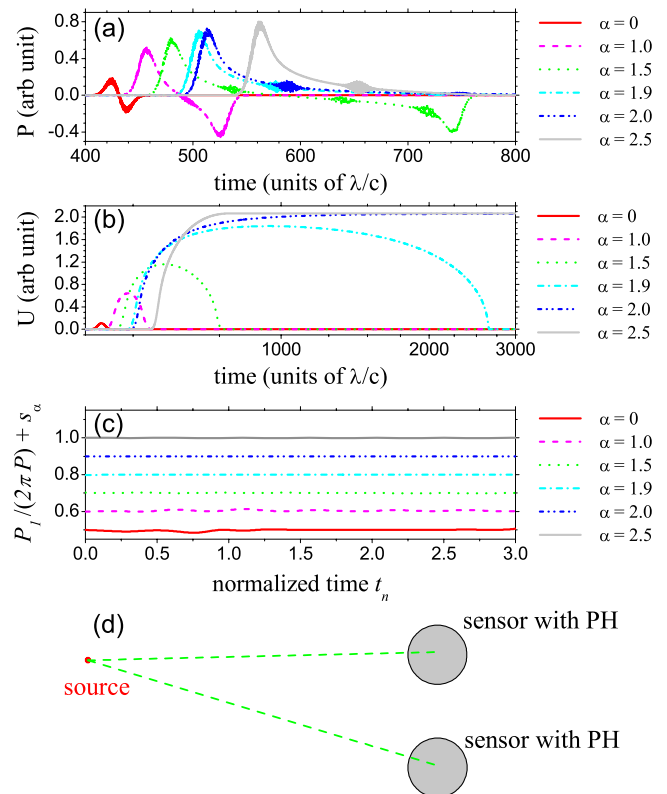 (a)
P (arb unit)
0.8
0.4
0.0
-0.4
400 500 600 700 800
time (units of λ/c)
α = 0
α = 1.0
α = 1.5
α = 1.9
α = 2.0
α = 2.5
(b)
U (arb unit)
2.0
1.6
1.2
0.8
0.4
0.0
1000 2000 3000
time (units of λ/c)
α = 0
α = 1.0
α = 1.5
α = 1.9
α = 2.0
α = 2.5
(c)
P_l/(2π P) + s_α
1.0
0.8
0.6
0.0 0.5 1.0 1.5 2.0 2.5 3.0
normalized time t_n
α = 0
α = 1.0
α = 1.5
α = 1.9
α = 2.0
α = 2.5
(d)
sensor with PH
source
sensor with PH